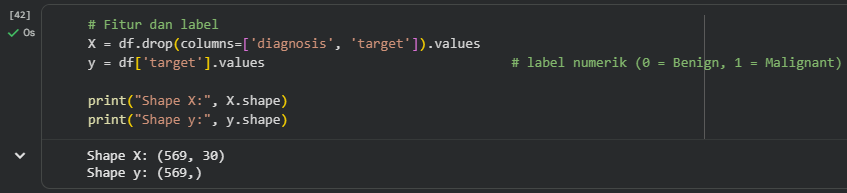 [42]
0s
# Fitur dan label
X = df.drop(columns=['diagnosis', 'target']).values
y = df['target'].values                                # label numerik (0 = Benign, 1 = Malignant)
print("Shape X:", X.shape)
print("Shape y:", y.shape)
Shape X: (569, 30)
Shape y: (569,)